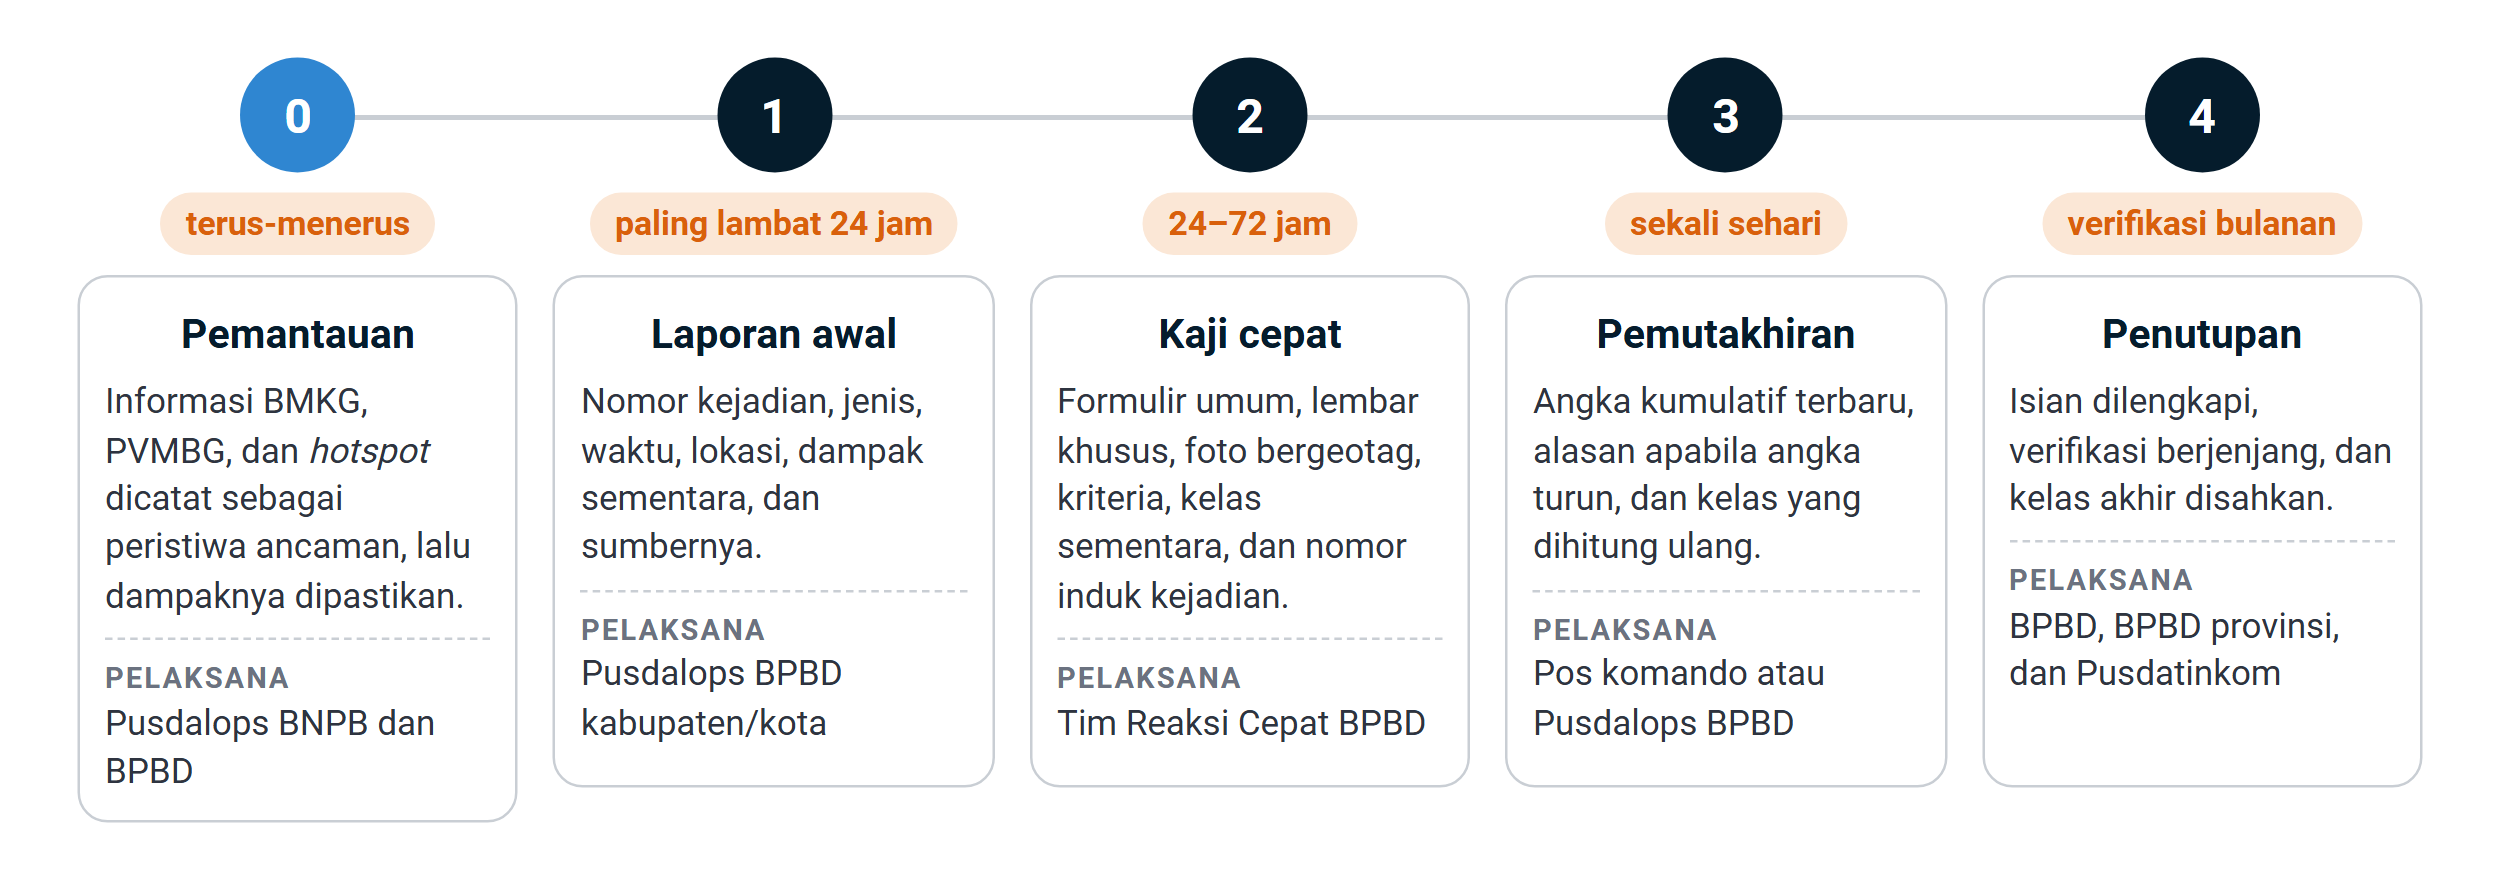 0
terus-menerus
Pemantauan
Informasi BMKG,
PVMBG, dan hotspot
dicatat sebagai
peristiwa ancaman, lalu
dampaknya dipastikan.
PELAKSANA
Pusdalops BNPB dan
BPBD
1
paling lambat 24 jam
Laporan awal
Nomor kejadian, jenis,
waktu, lokasi, dampak
sementara, dan
sumbernya.
PELAKSANA
Pusdalops BPBD
kabupaten/kota
2
24–72 jam
Kaji cepat
Formulir umum, lembar
khusus, foto bergeotag,
kriteria, kelas
sementara, dan nomor
induk kejadian.
PELAKSANA
Tim Reaksi Cepat BPBD
3
sekali sehari
Pemutakhiran
Angka kumulatif terbaru,
alasan apabila angka
turun, dan kelas yang
dihitung ulang.
PELAKSANA
Pos komando atau
Pusdalops BPBD
4
verifikasi bulanan
Penutupan
Isian dilengkapi,
verifikasi berjenjang, dan
kelas akhir disahkan.
PELAKSANA
BPBD, BPBD provinsi,
dan Pusdatinkom